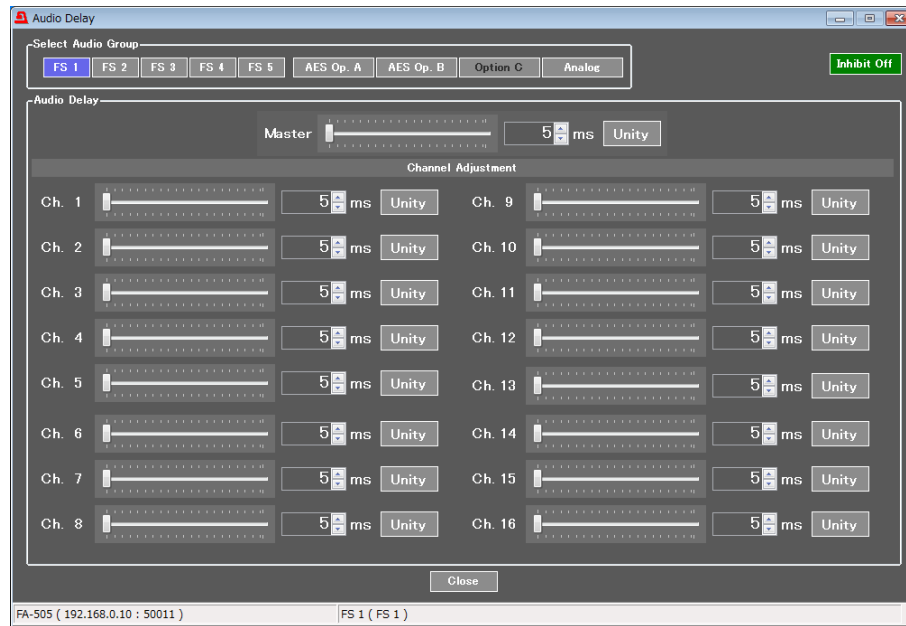 Audio Delay
Select Audio Group
FS 1 FS 2 FS 3 FS 4 FS 5 AES Op. A AES Op. B Option C Analog
Inhibit Off
Audio Delay
Master 5 ms Unity
Channel Adjustment
Ch. 1 5 ms Unity Ch. 9 5 ms Unity
Ch. 2 5 ms Unity Ch. 10 5 ms Unity
Ch. 3 5 ms Unity Ch. 11 5 ms Unity
Ch. 4 5 ms Unity Ch. 12 5 ms Unity
Ch. 5 5 ms Unity Ch. 13 5 ms Unity
Ch. 6 5 ms Unity Ch. 14 5 ms Unity
Ch. 7 5 ms Unity Ch. 15 5 ms Unity
Ch. 8 5 ms Unity Ch. 16 5 ms Unity
Close
FA-505 ( 192.168.0.10 : 50011 ) FS 1 ( FS 1 )